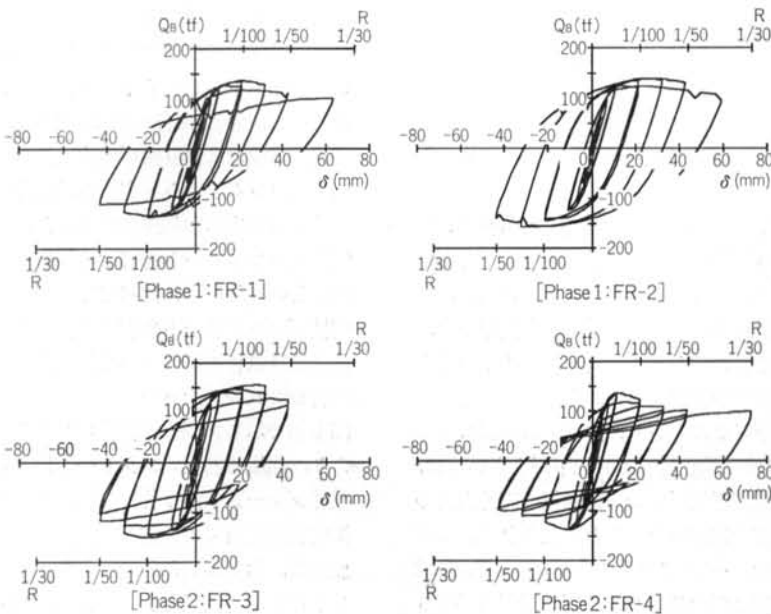 Q_B (tf) R
200 1/100 1/50 1/30
100
-80 -60 -40 -20 0 20 40 60 80
δ (mm)
-100
-200
1/30 1/50 1/100
R
[Phase 1: FR-1]
Q_B (tf) R
200 1/100 1/50 1/30
100
-80 -60 -40 -20 0 20 40 60 80
δ (mm)
-100
-200
1/30 1/50 1/100
R
[Phase 1: FR-2]
Q_B (tf) R
200 1/100 1/50 1/30
100
-80 -60 -40 -20 0 20 40 60 80
δ (mm)
-100
-200
1/30 1/50 1/100
R
[Phase 2: FR-3]
Q_B (tf) R
200 1/100 1/50 1/30
100
-80 -60 -40 -20 0 20 40 60 80
δ (mm)
-100
-200
1/30 1/50 1/100
R
[Phase 2: FR-4]